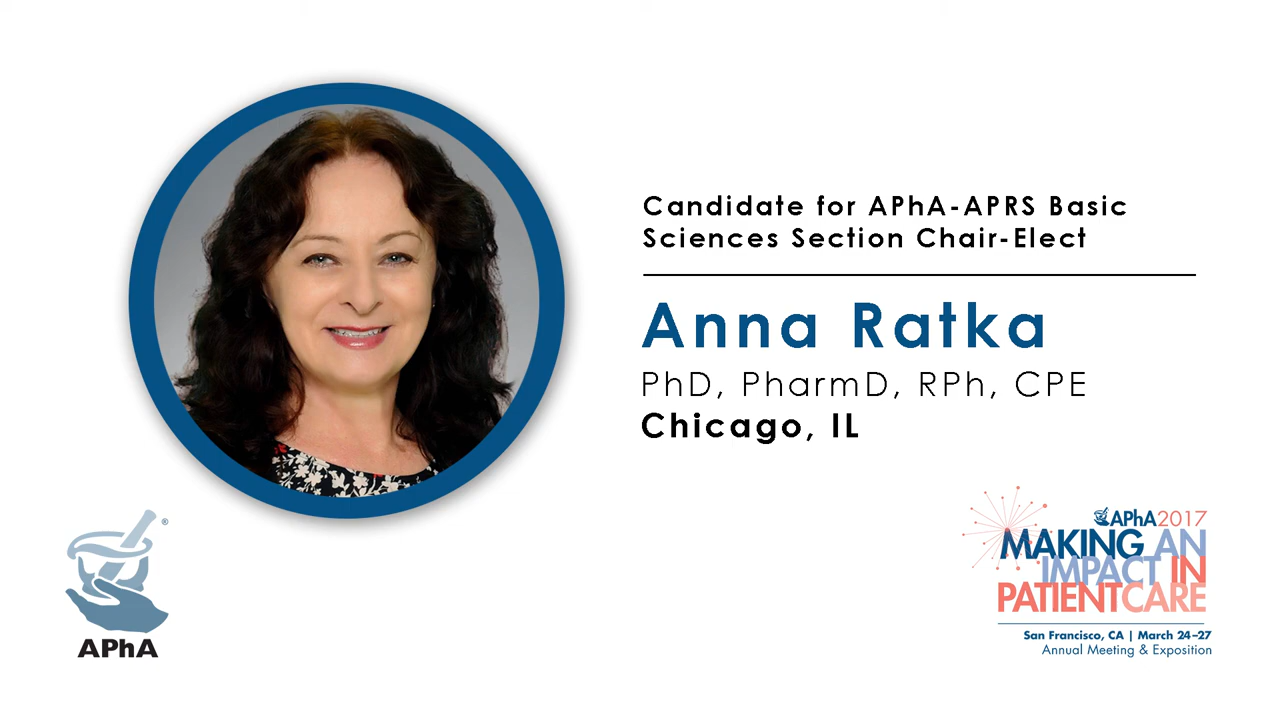 Candidate for APhA-APRS Basic
Sciences Section Chair-Elect
Anna Ratka
PhD, PharmD, RPh, CPE
Chicago, IL
®
APhA
APhA2017
MAKING AN
IMPACT IN
PATIENTCARE
San Francisco, CA | March 24–27
Annual Meeting & Exposition